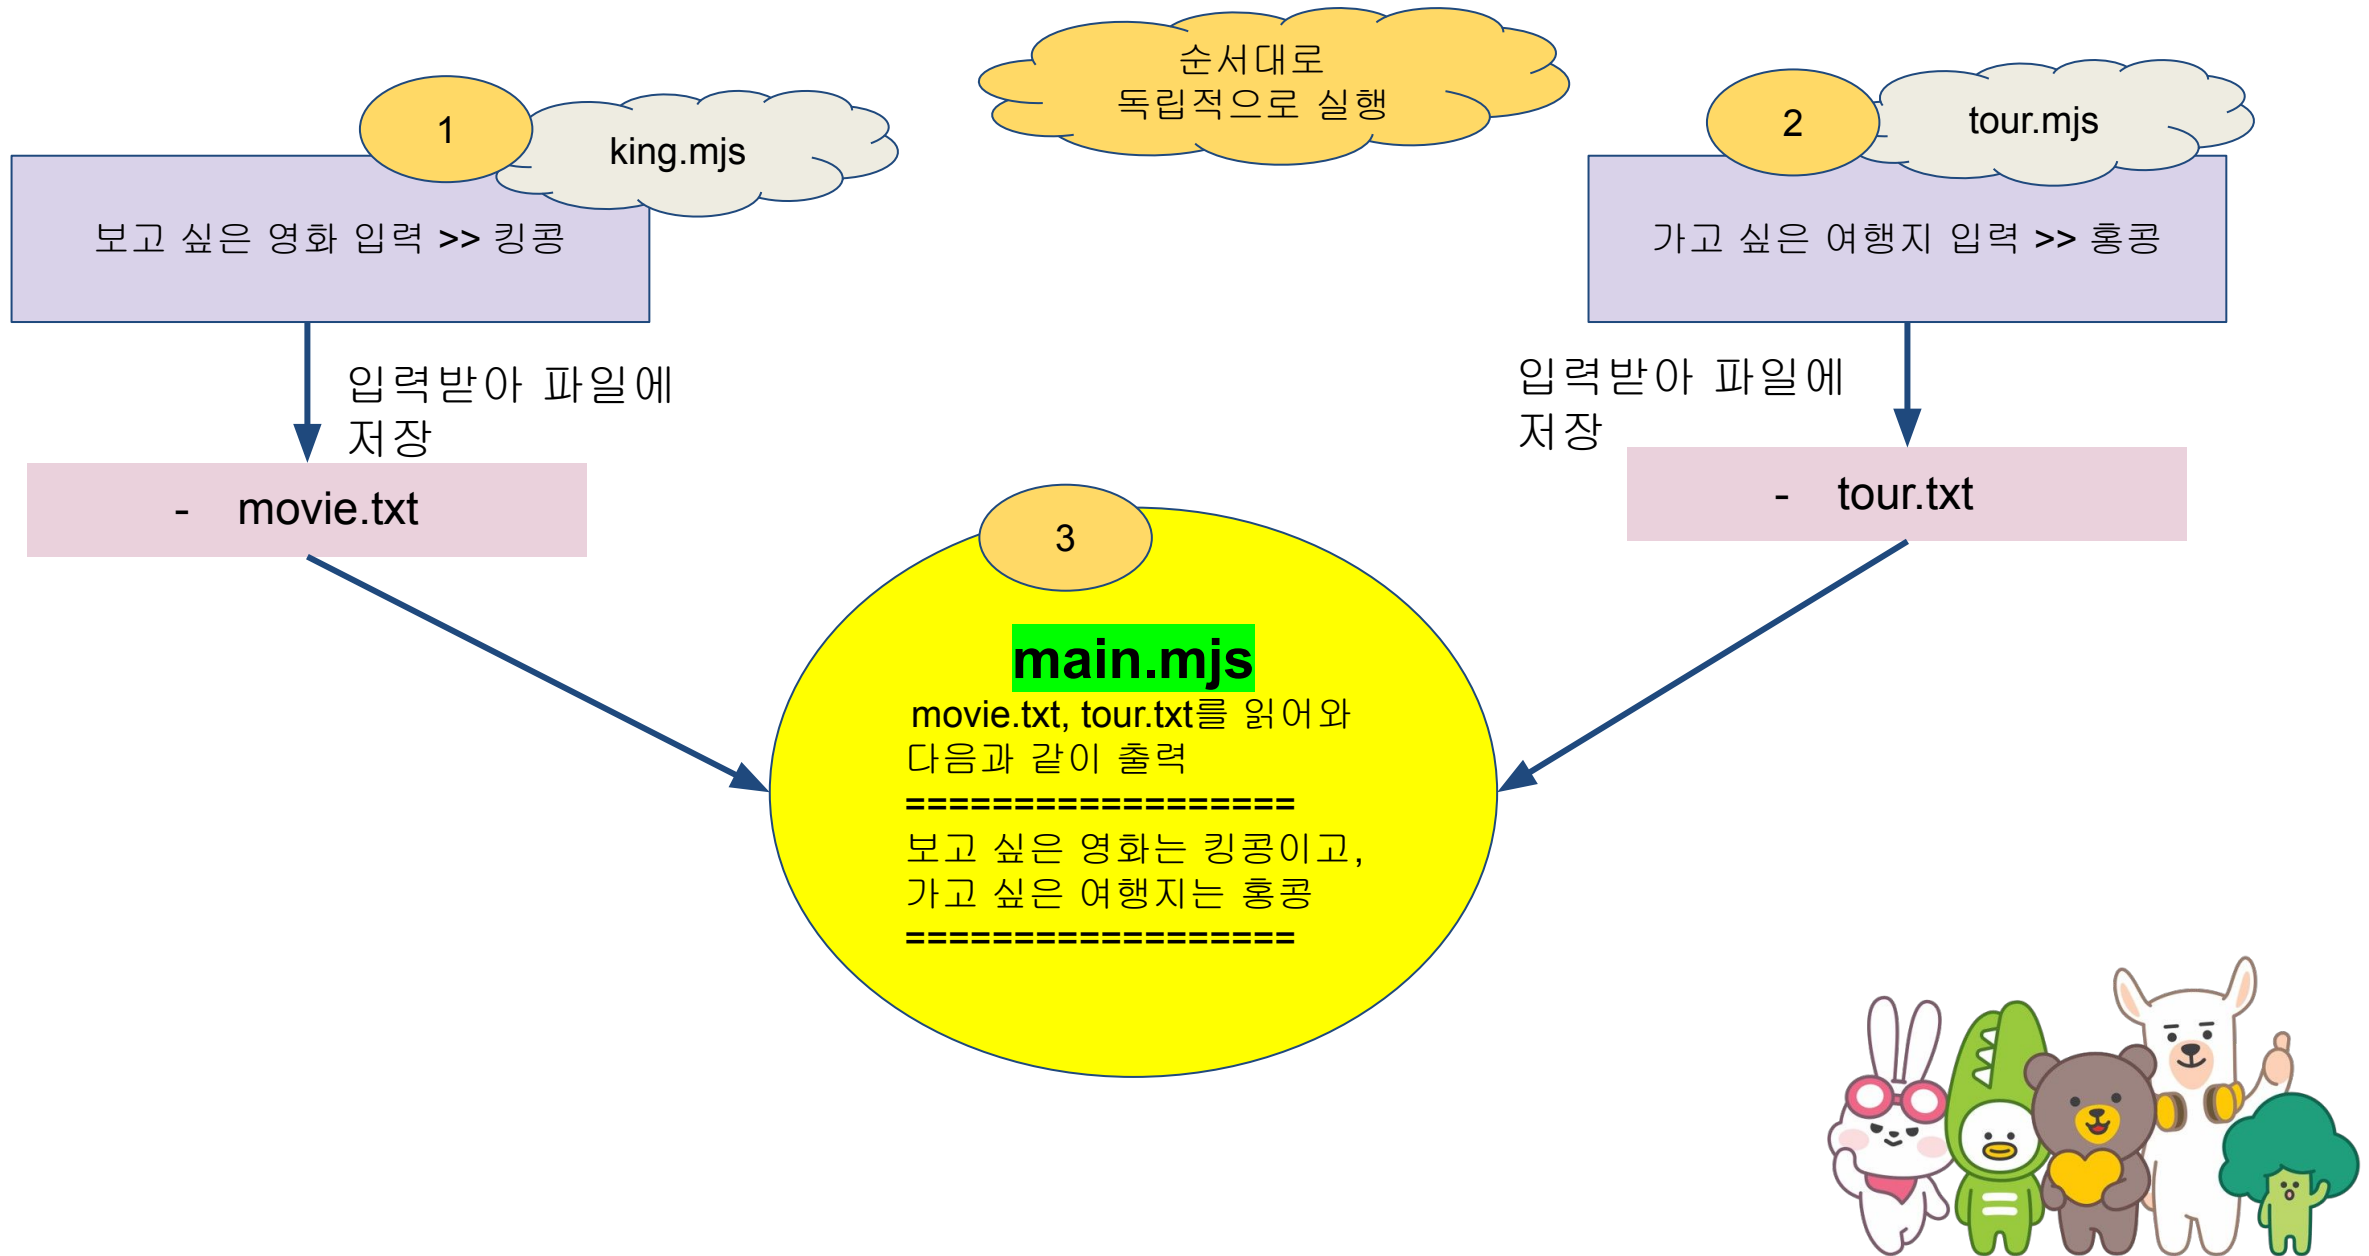 순서대로
독립적으로 실행
1
king.mjs
보고 싶은 영화 입력 >> 킹콩
입력받아 파일에
저장
- movie.txt
2
tour.mjs
가고 싶은 여행지 입력 >> 홍콩
입력받아 파일에
저장
- tour.txt
3
main.mjs
movie.txt, tour.txt를 읽어와
다음과 같이 출력
==================
보고 싶은 영화는 킹콩이고,
가고 싶은 여행지는 홍콩
==================